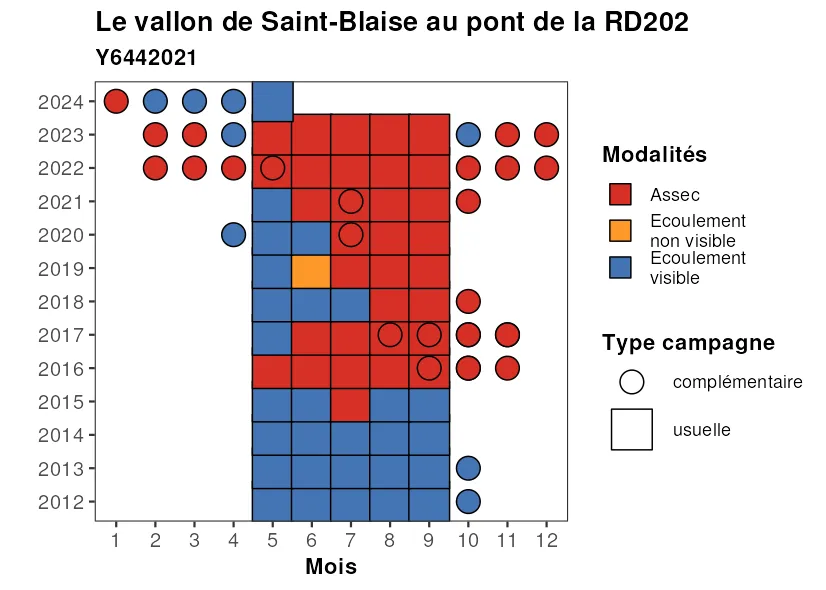 Le vallon de Saint-Blaise au pont de la RD202
Y6442021
2024
2023
2022
2021
2020
2019
2018
2017
2016
2015
2014
2013
2012
1 2 3 4 5 6 7 8 9 10 11 12
Mois
Modalités
Assec
Ecoulement
non visible
Ecoulement
visible
Type campagne
complémentaire
usuelle